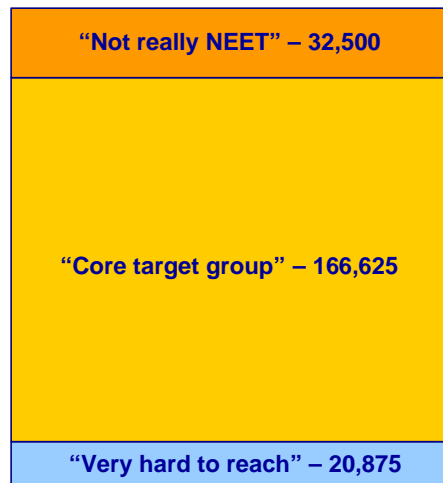 “Not really NEET” – 32,500
“Core target group” – 166,625
“Very hard to reach” – 20,875